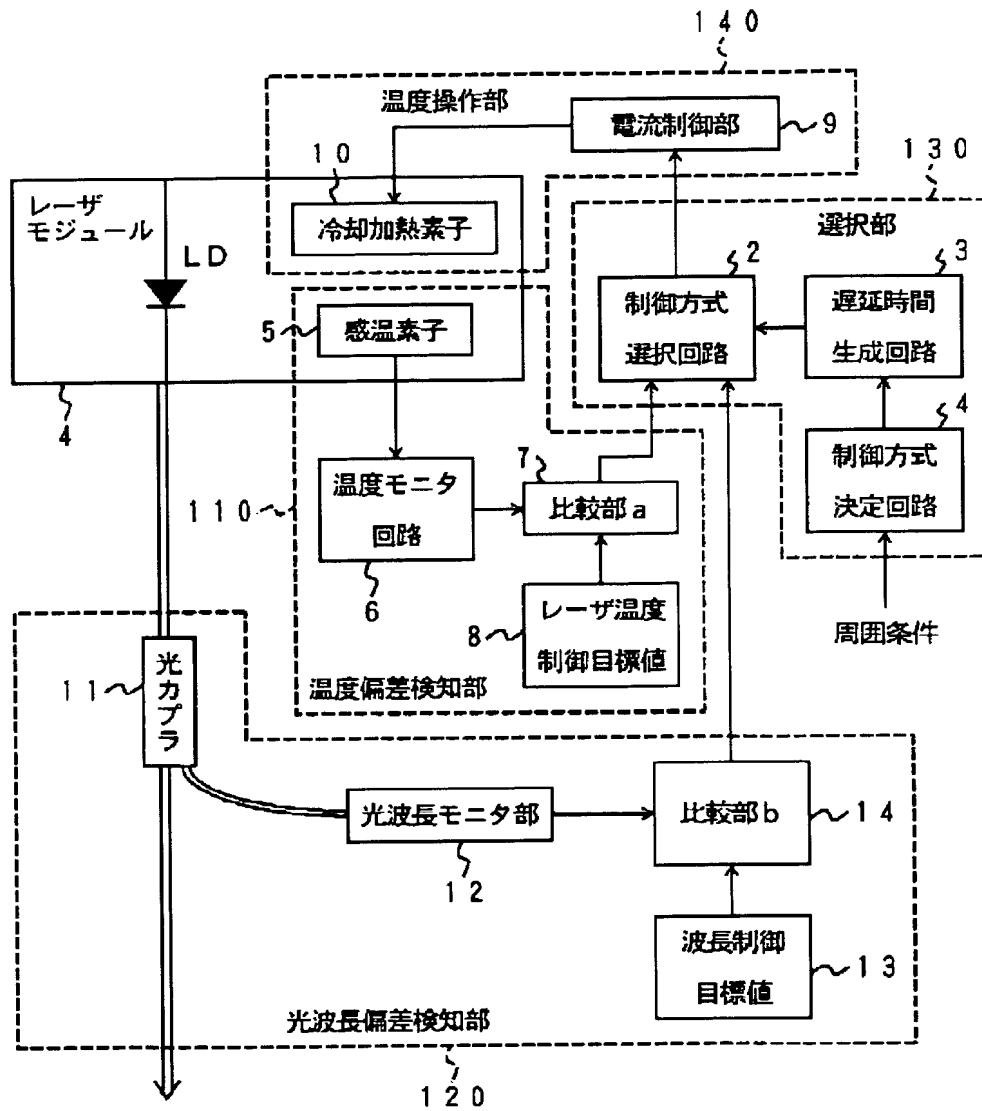 140
温度操作部
電流制御部
9
130
10
レーザ
モジュール
冷却加熱素子
選択部
LD
2
3
制御方式
選択回路
遅延時間
生成回路
5
感温素子
4
4
制御方式
決定回路
7
温度モニタ
回路
比較部a
110
6
8
レーザ温度
制御目標値
周囲条件
11
光カプラ
温度偏差検知部
光波長モニタ部
比較部b
14
12
波長制御
目標値
13
光波長偏差検知部
120